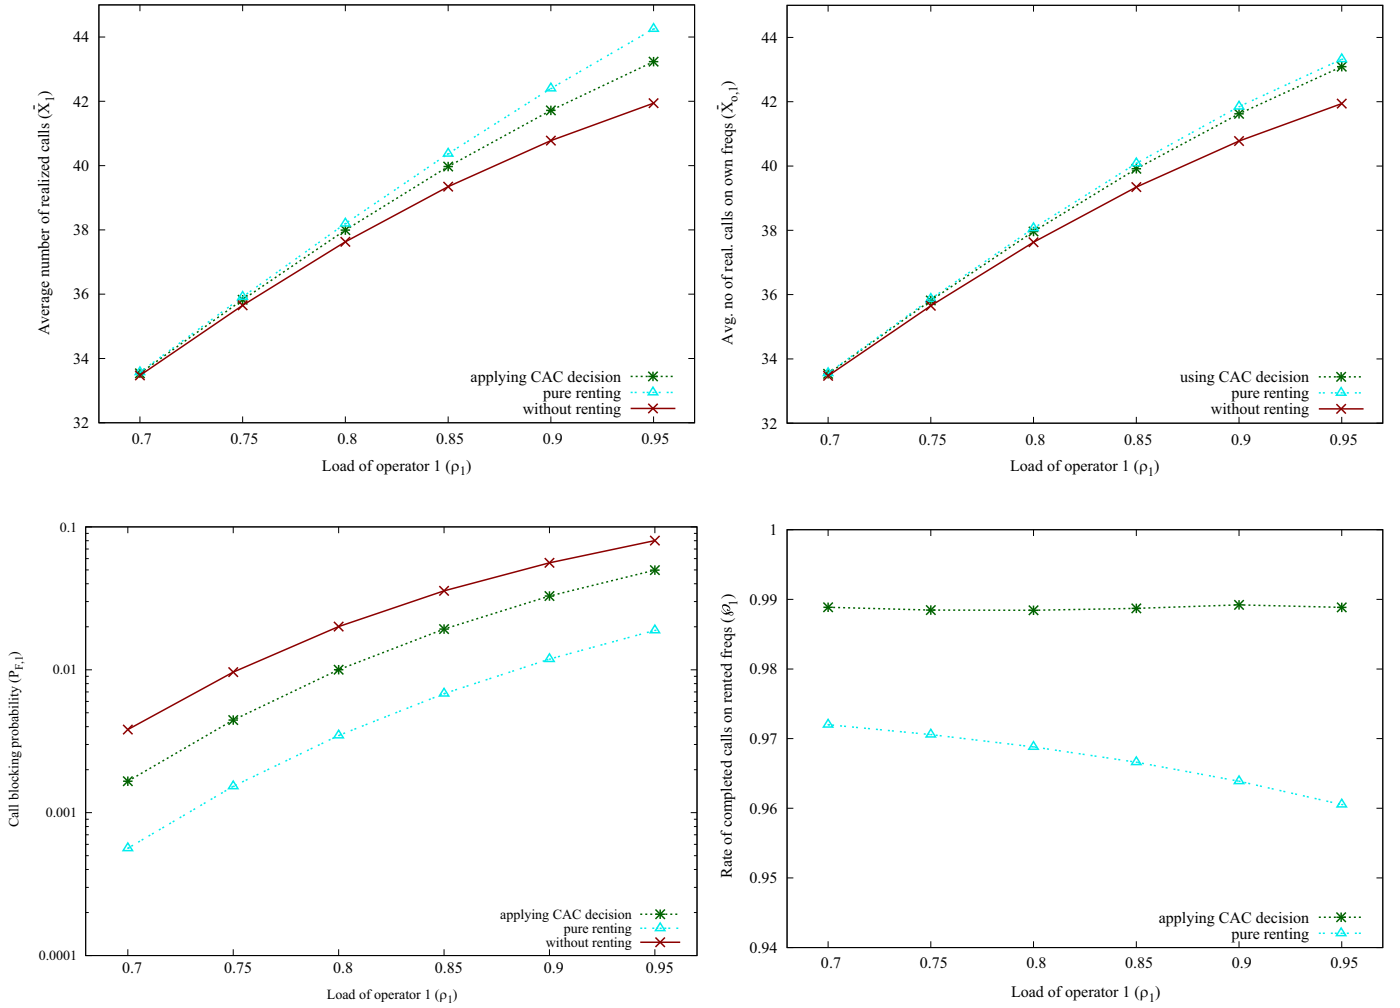 44
42
40
38
36
34
32
0.7 0.75 0.8 0.85 0.9 0.95
Average number of realized calls (X̄₁)
Load of operator 1 (ρ₁)
applying CAC decision
pure renting
without renting
44
42
40
38
36
34
32
0.7 0.75 0.8 0.85 0.9 0.95
Avg. no of real. calls on own freqs (X̄ₒ,₁)
Load of operator 1 (ρ₁)
using CAC decision
pure renting
without renting
0.1
0.01
0.001
0.0001
0.7 0.75 0.8 0.85 0.9 0.95
Call blocking probability (P_F,1)
Load of operator 1 (ρ₁)
applying CAC decision
pure renting
without renting
1
0.99
0.98
0.97
0.96
0.95
0.94
0.7 0.75 0.8 0.85 0.9 0.95
Rate of completed calls on rented freqs (℘₁)
Load of operator 1 (ρ₁)
applying CAC decision
pure renting